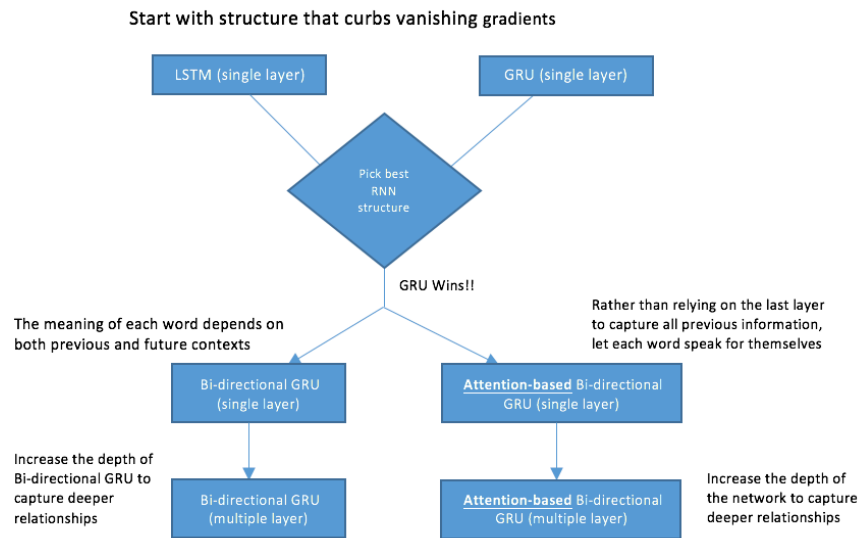 Start with structure that curbs vanishing gradients
LSTM (single layer)
GRU (single layer)
Pick best
RNN
structure
GRU Wins!!
The meaning of each word depends on
both previous and future contexts
Rather than relying on the last layer
to capture all previous information,
let each word speak for themselves
Bi-directional GRU
(single layer)
Attention-based Bi-directional
GRU (single layer)
Increase the depth of
Bi-directional GRU to
capture deeper
relationships
Bi-directional GRU
(multiple layer)
Attention-based Bi-directional
GRU (multiple layer)
Increase the depth of
the network to capture
deeper relationships